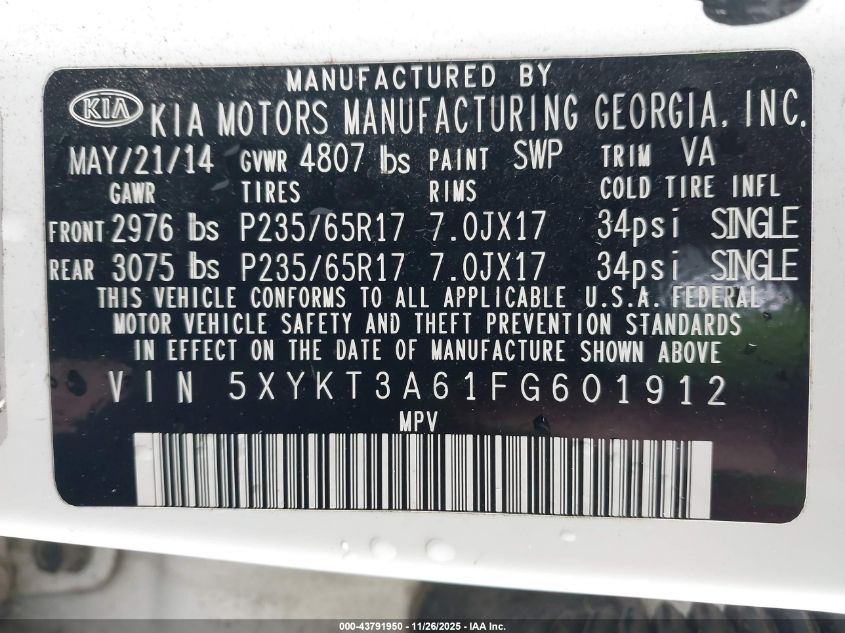 MANUFACTURED BY
KIA KIA MOTORS MANUFACTURING GEORGIA, INC.
MAY/21/14 GVWR 4807 lbs PAINT SWP TRIM VA
GAWR TIRES RIMS COLD TIRE INFL
FRONT 2976 lbs P235/65R17 7.0JX17 34psi SINGLE
REAR 3075 lbs P235/65R17 7.0JX17 34psi SINGLE
THIS VEHICLE CONFORMS TO ALL APPLICABLE U.S.A. FEDERAL
MOTOR VEHICLE SAFETY AND THEFT PREVENTION STANDARDS
IN EFFECT ON THE DATE OF MANUFACTURE SHOWN ABOVE
VIN 5XYKT3A61FG601912
MPV
000-43791950 - 11/26/2025 - IAA Inc.